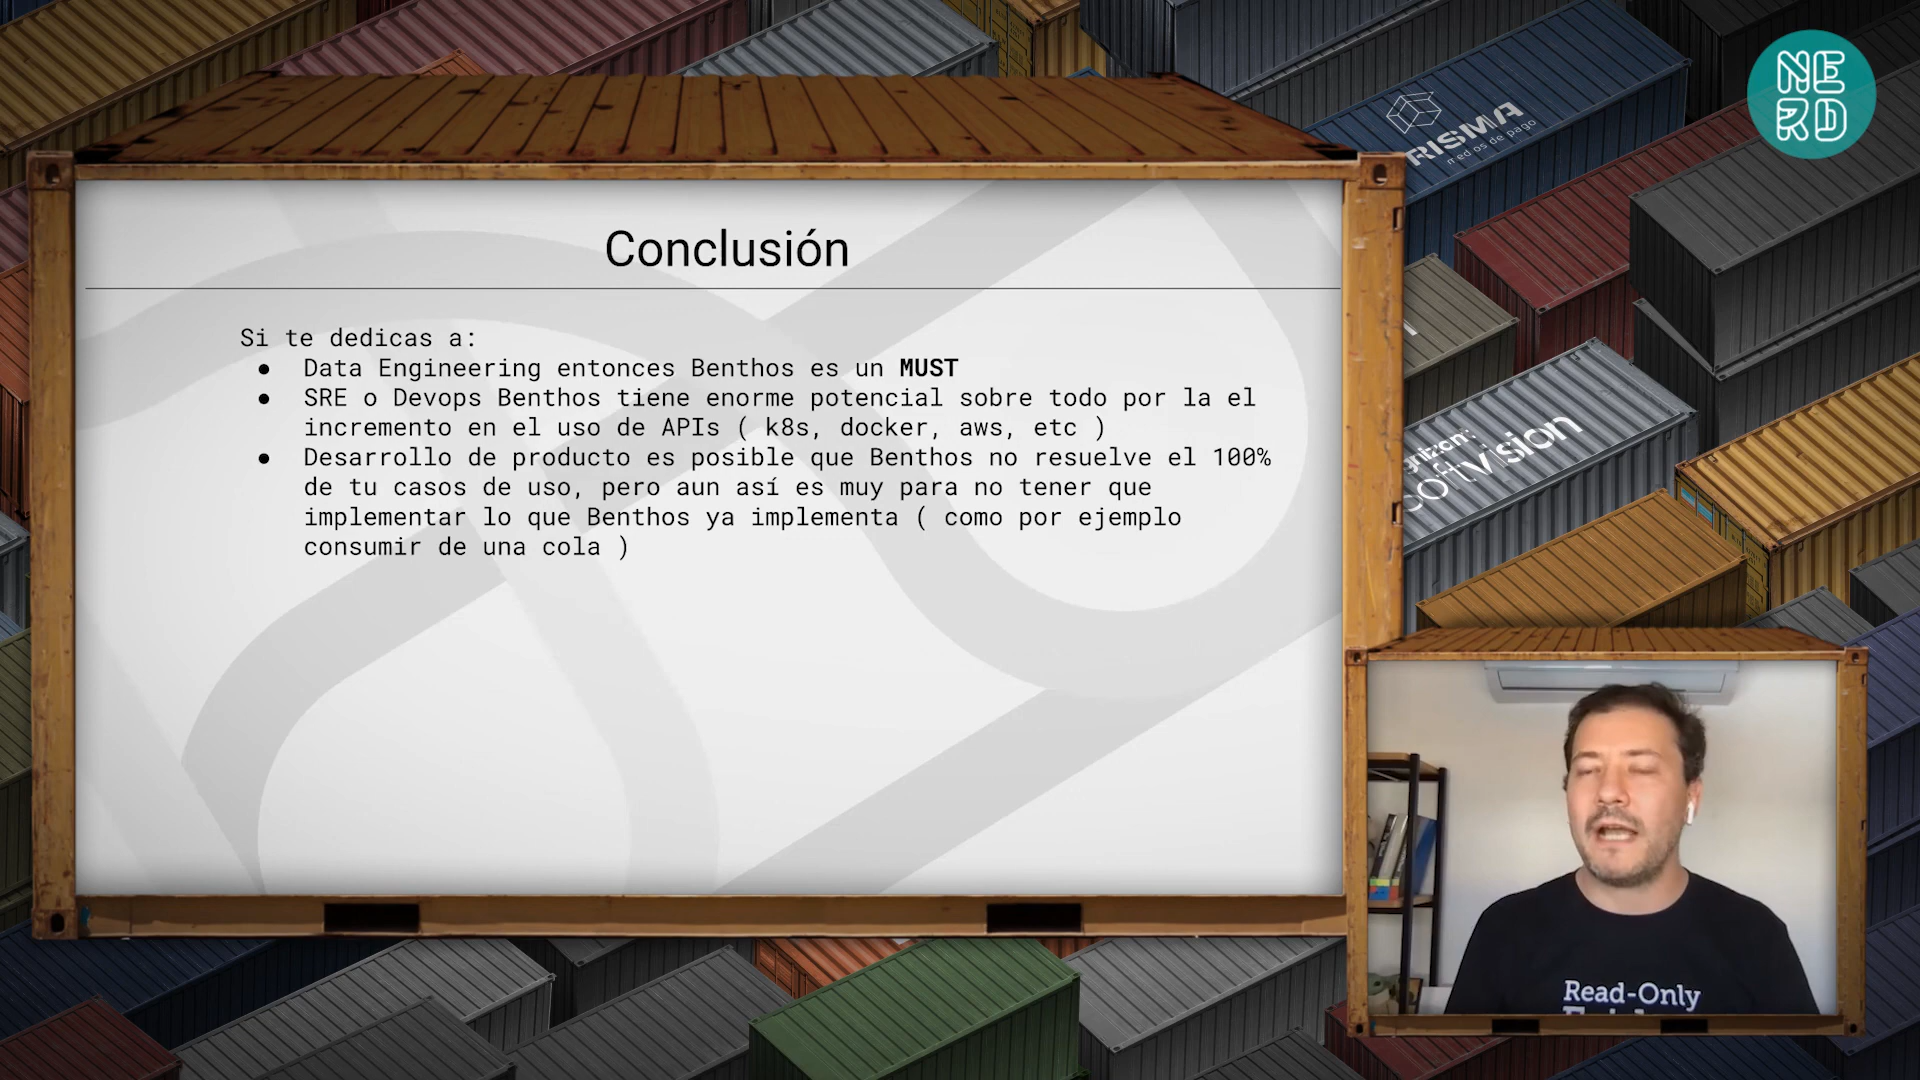 NE
RD
RISMA
medios de pago
Conclusión
Si te dedicas a:
● Data Engineering entonces Benthos es un MUST
● SRE o Devops Benthos tiene enorme potencial sobre todo por la el
incremento en el uso de APIs ( k8s, docker, aws, etc )
● Desarrollo de producto es posible que Benthos no resuelve el 100%
de tu casos de uso, pero aun así es muy para no tener que
implementar lo que Benthos ya implementa ( como por ejemplo
consumir de una cola )
gnizant
softvision
Read-Only